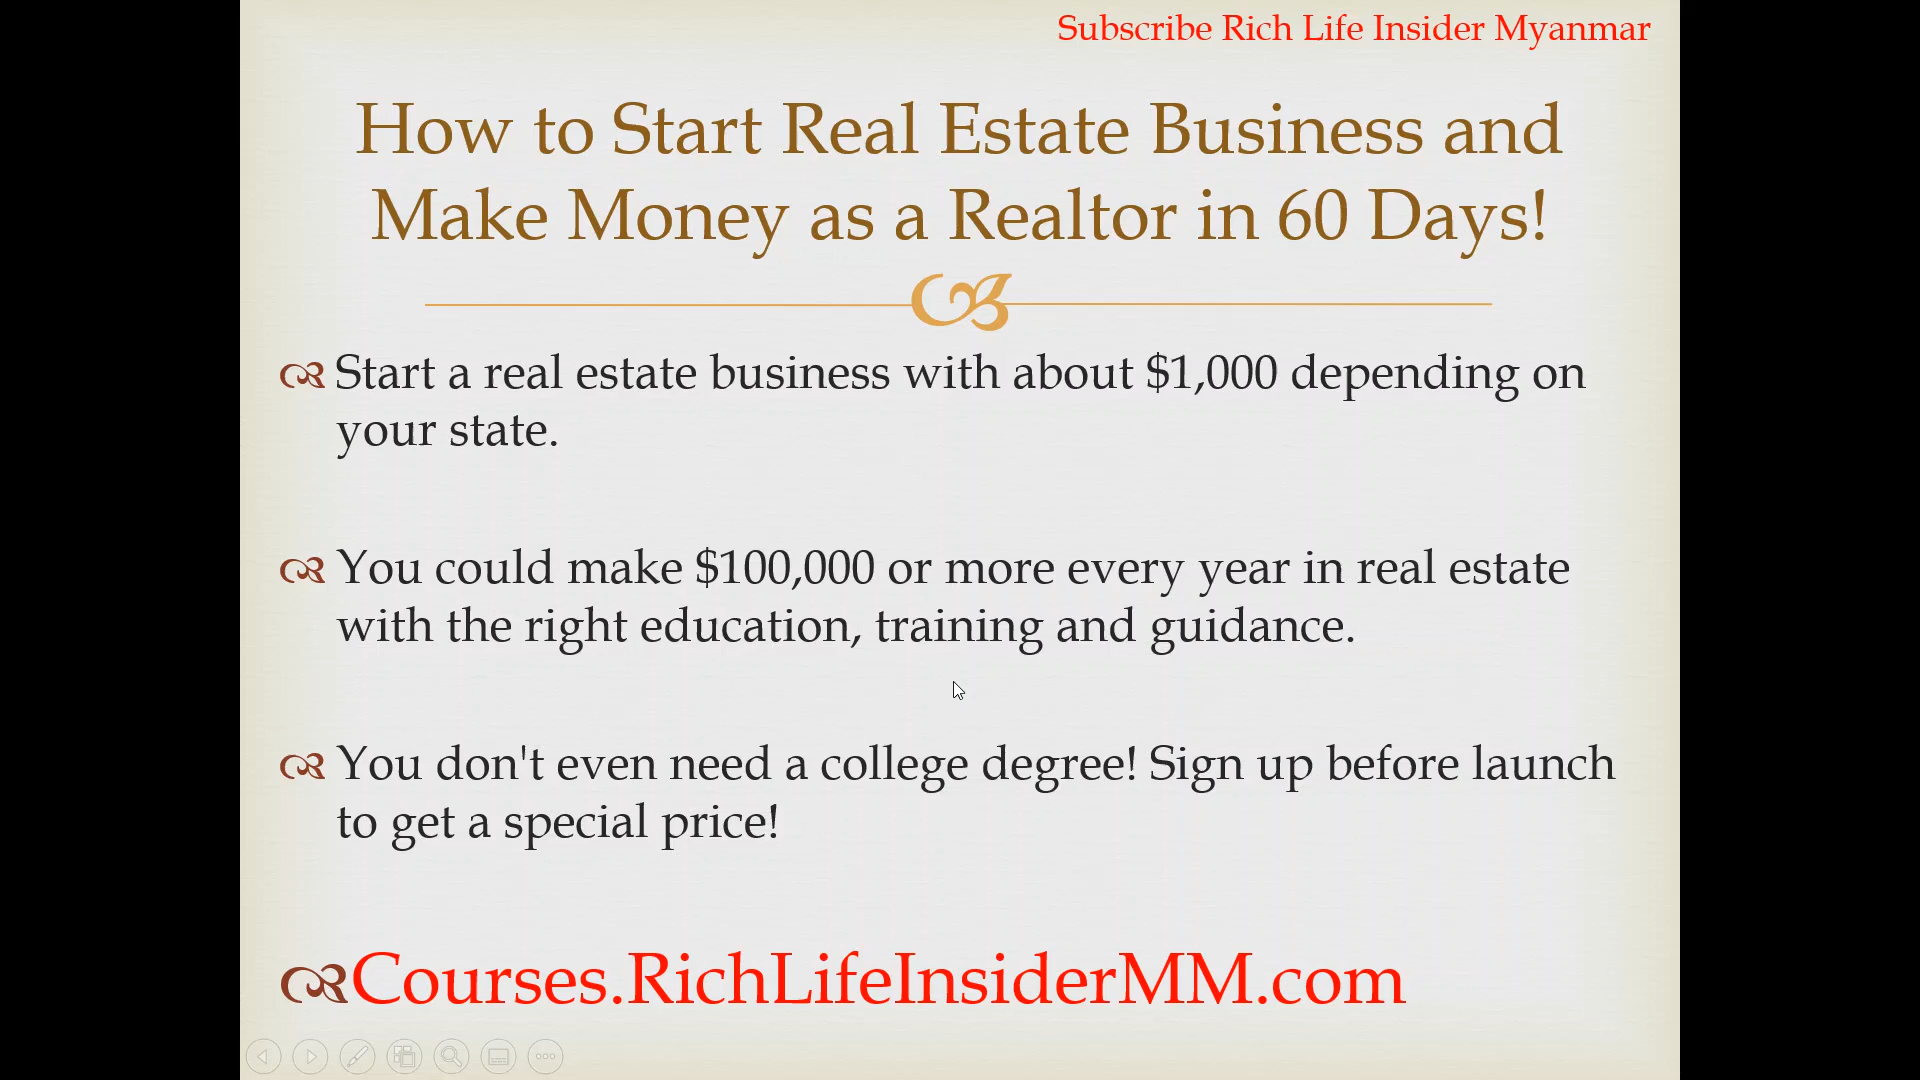 Subscribe Rich Life Insider Myanmar
How to Start Real Estate Business and
Make Money as a Realtor in 60 Days!
Start a real estate business with about $1,000 depending on
your state.
You could make $100,000 or more every year in real estate
with the right education, training and guidance.
You don't even need a college degree! Sign up before launch
to get a special price!
Courses.RichLifeInsiderMM.com